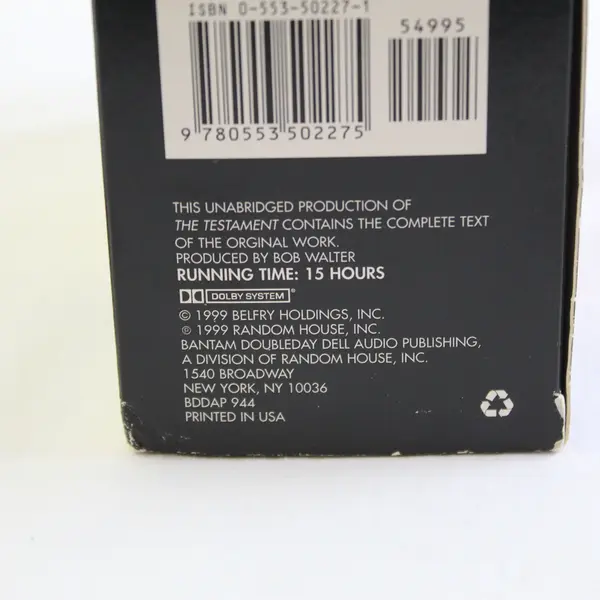 ISBN 0-553-50227-1
54995
9 780553 502275
THIS UNABRIDGED PRODUCTION OF
THE TESTAMENT CONTAINS THE COMPLETE TEXT
OF THE ORGINAL WORK.
PRODUCED BY BOB WALTER
RUNNING TIME: 15 HOURS
DOLBY SYSTEM®
© 1999 BELFRY HOLDINGS, INC.
℗ 1999 RANDOM HOUSE, INC.
BANTAM DOUBLEDAY DELL AUDIO PUBLISHING,
A DIVISION OF RANDOM HOUSE, INC.
1540 BROADWAY
NEW YORK, NY 10036
BDDAP 944
PRINTED IN USA